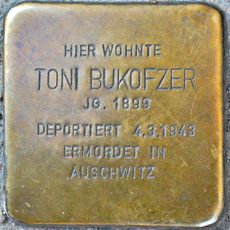 HIER WOHNTE
TONI BUKOFZER
JG. 1899
DEPORTIERT 4.3.1943
ERMORDET IN
AUSCHWITZ